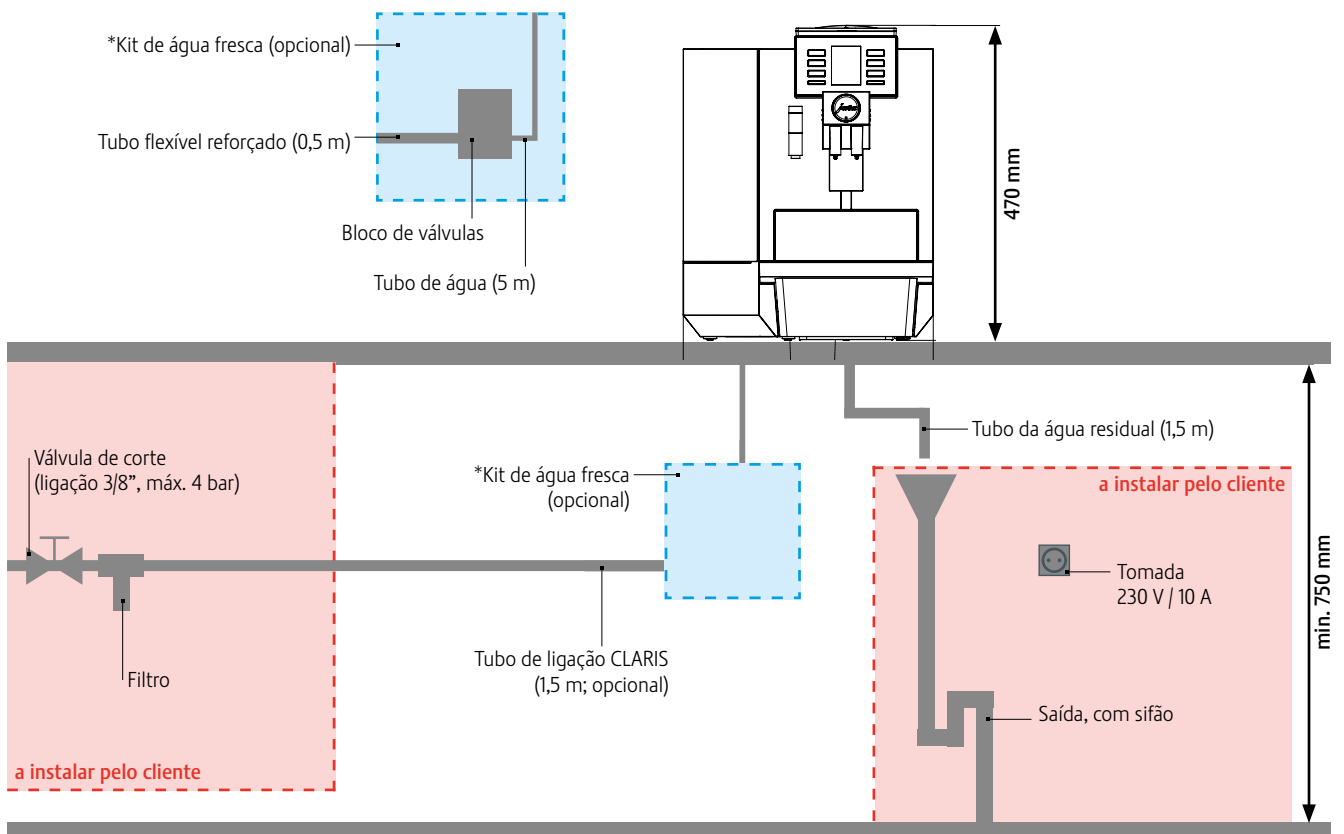 *Kit de água fresca (opcional)
Tubo flexível reforçado (0,5 m)
Bloco de válvulas
Tubo de água (5 m)
jura
470 mm
Válvula de corte
(ligação 3/8”, máx. 4 bar)
Filtro
a instalar pelo cliente
*Kit de água fresca
(opcional)
Tubo de ligação CLARIS
(1,5 m; opcional)
Tubo da água residual (1,5 m)
a instalar pelo cliente
Tomada
230 V / 10 A
Saída, com sifão
min. 750 mm